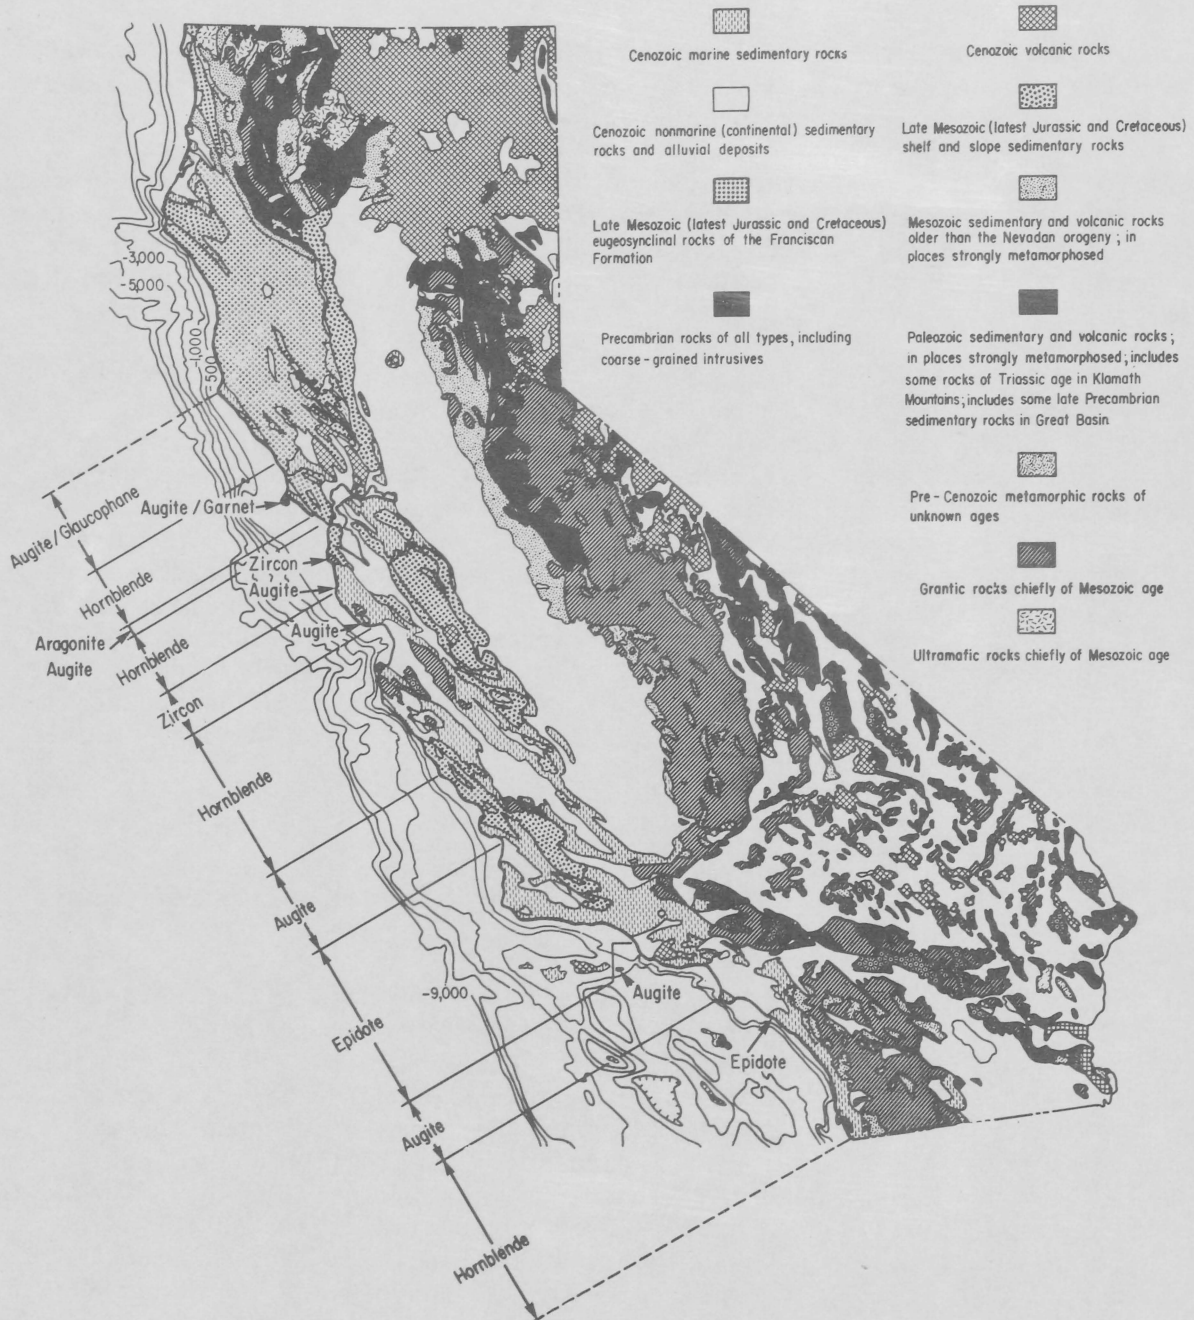 Cenozoic marine sedimentary rocks
Cenozoic volcanic rocks
Cenozoic nonmarine (continental) sedimentary
rocks and alluvial deposits
Late Mesozoic (latest Jurassic and Cretaceous)
shelf and slope sedimentary rocks
Late Mesozoic (latest Jurassic and Cretaceous)
eugeosynclinal rocks of the Franciscan
Formation
Mesozoic sedimentary and volcanic rocks
older than the Nevadan orogeny ; in
places strongly metamorphosed
Precambrian rocks of all types, including
coarse-grained intrusives
Paleozoic sedimentary and volcanic rocks ;
in places strongly metamorphosed; includes
some rocks of Triassic age in Klamath
Mountains; includes some late Precambrian
sedimentary rocks in Great Basin
Pre-Cenozoic metamorphic rocks of
unknown ages
Grantic rocks chiefly of Mesozoic age
Ultramafic rocks chiefly of Mesozoic age
-3,000
-5,000
-1,000
-500
Augite/Glaucophane
Augite / Garnet
Hornblende
Zircon
Augite
Augite
Aragonite
Augite
Hornblende
Zircon
Hornblende
Augite
-9,000
Augite
Epidote
Epidote
Augite
Hornblende